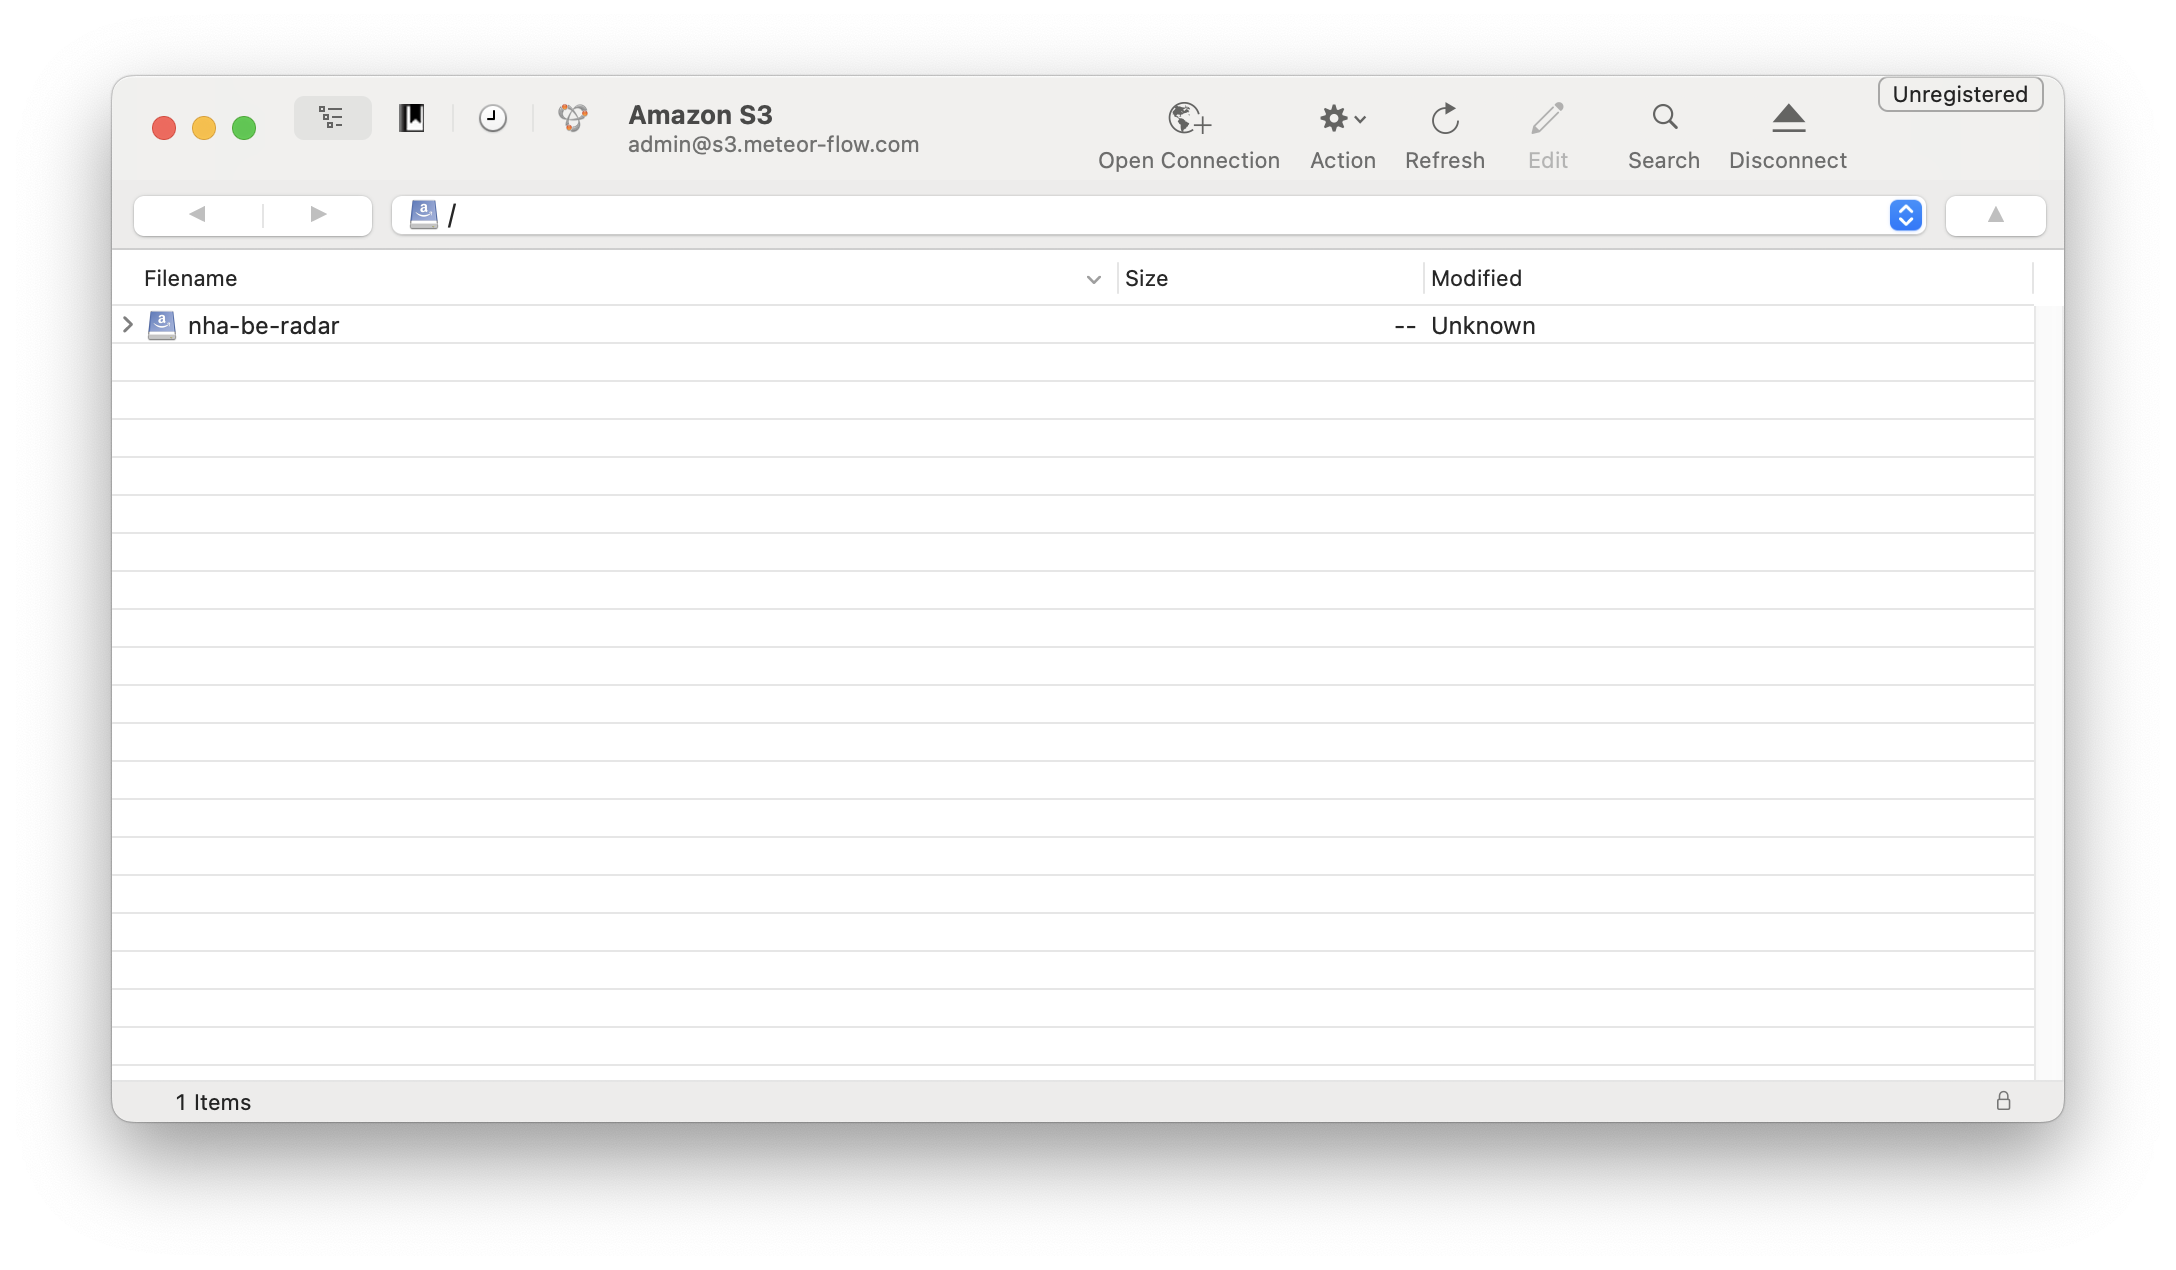 Unregistered
Amazon S3
admin@s3.meteor-flow.com
Open Connection
Action
Refresh
Edit
Search
Disconnect
/
Filename
Size
Modified
nha-be-radar
--
Unknown
1 Items